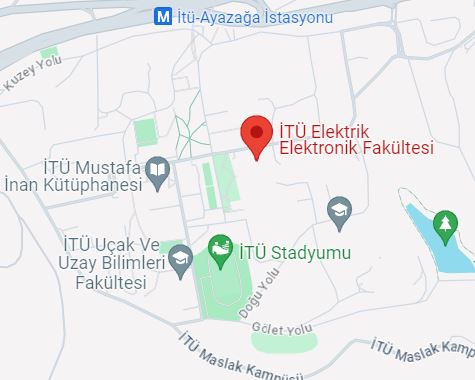 M İtü-Ayazağa İstasyonu
Kuzey Yolu
İTÜ Elektrik
Elektronik Fakültesi
İTÜ Mustafa
İnan Kütüphanesi
İTÜ Uçak Ve
Uzay Bilimleri
Fakültesi
İTÜ Stadyumu
Doğu Yolu
Gölet Yolu
İTÜ Maslak Kampüsü
İTÜ Maslak Kampü